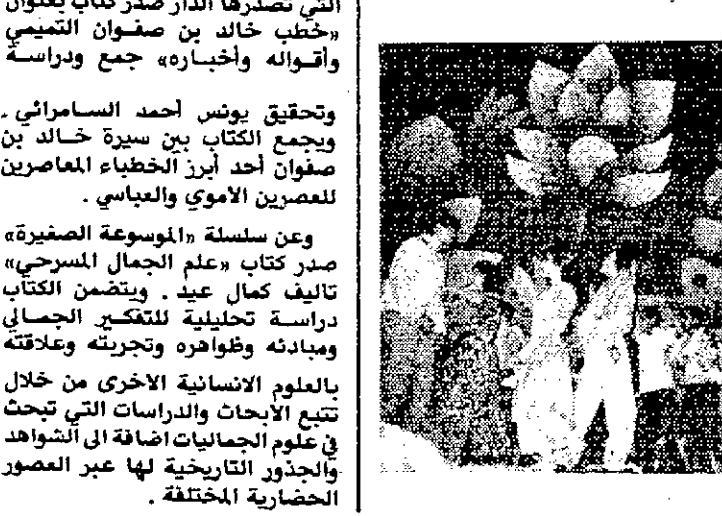 التي تصدرها الدار صدر كتاب بعنوان
«خطب خالد بن صفوان التميمي
وأقواله وأخباره» جمع ودراسة
وتحقيق يونس أحمد السامرائي .
ويجمع الكتاب بين سيرة خالد بن
صفوان أحد أبرز الخطباء المعاصرين
للعصرين الأموي والعباسي .
وعن سلسلة «الموسوعة الصغيرة»
صدر كتاب «علم الجمال المسرحي»
تاليف كمال عيد . ويتضمن الكتاب
دراسة تحليلية للتفكير الجمالي
ومبادئه وظواهره وتجربته وعلاقته
بالعلوم الانسانية الاخرى من خلال
تتبع الابحاث والدراسات التي تبحث
في علوم الجماليات اضافة الى الشواهد
والجذور التاريخية لها عبر العصور
الحضارية المختلفة .